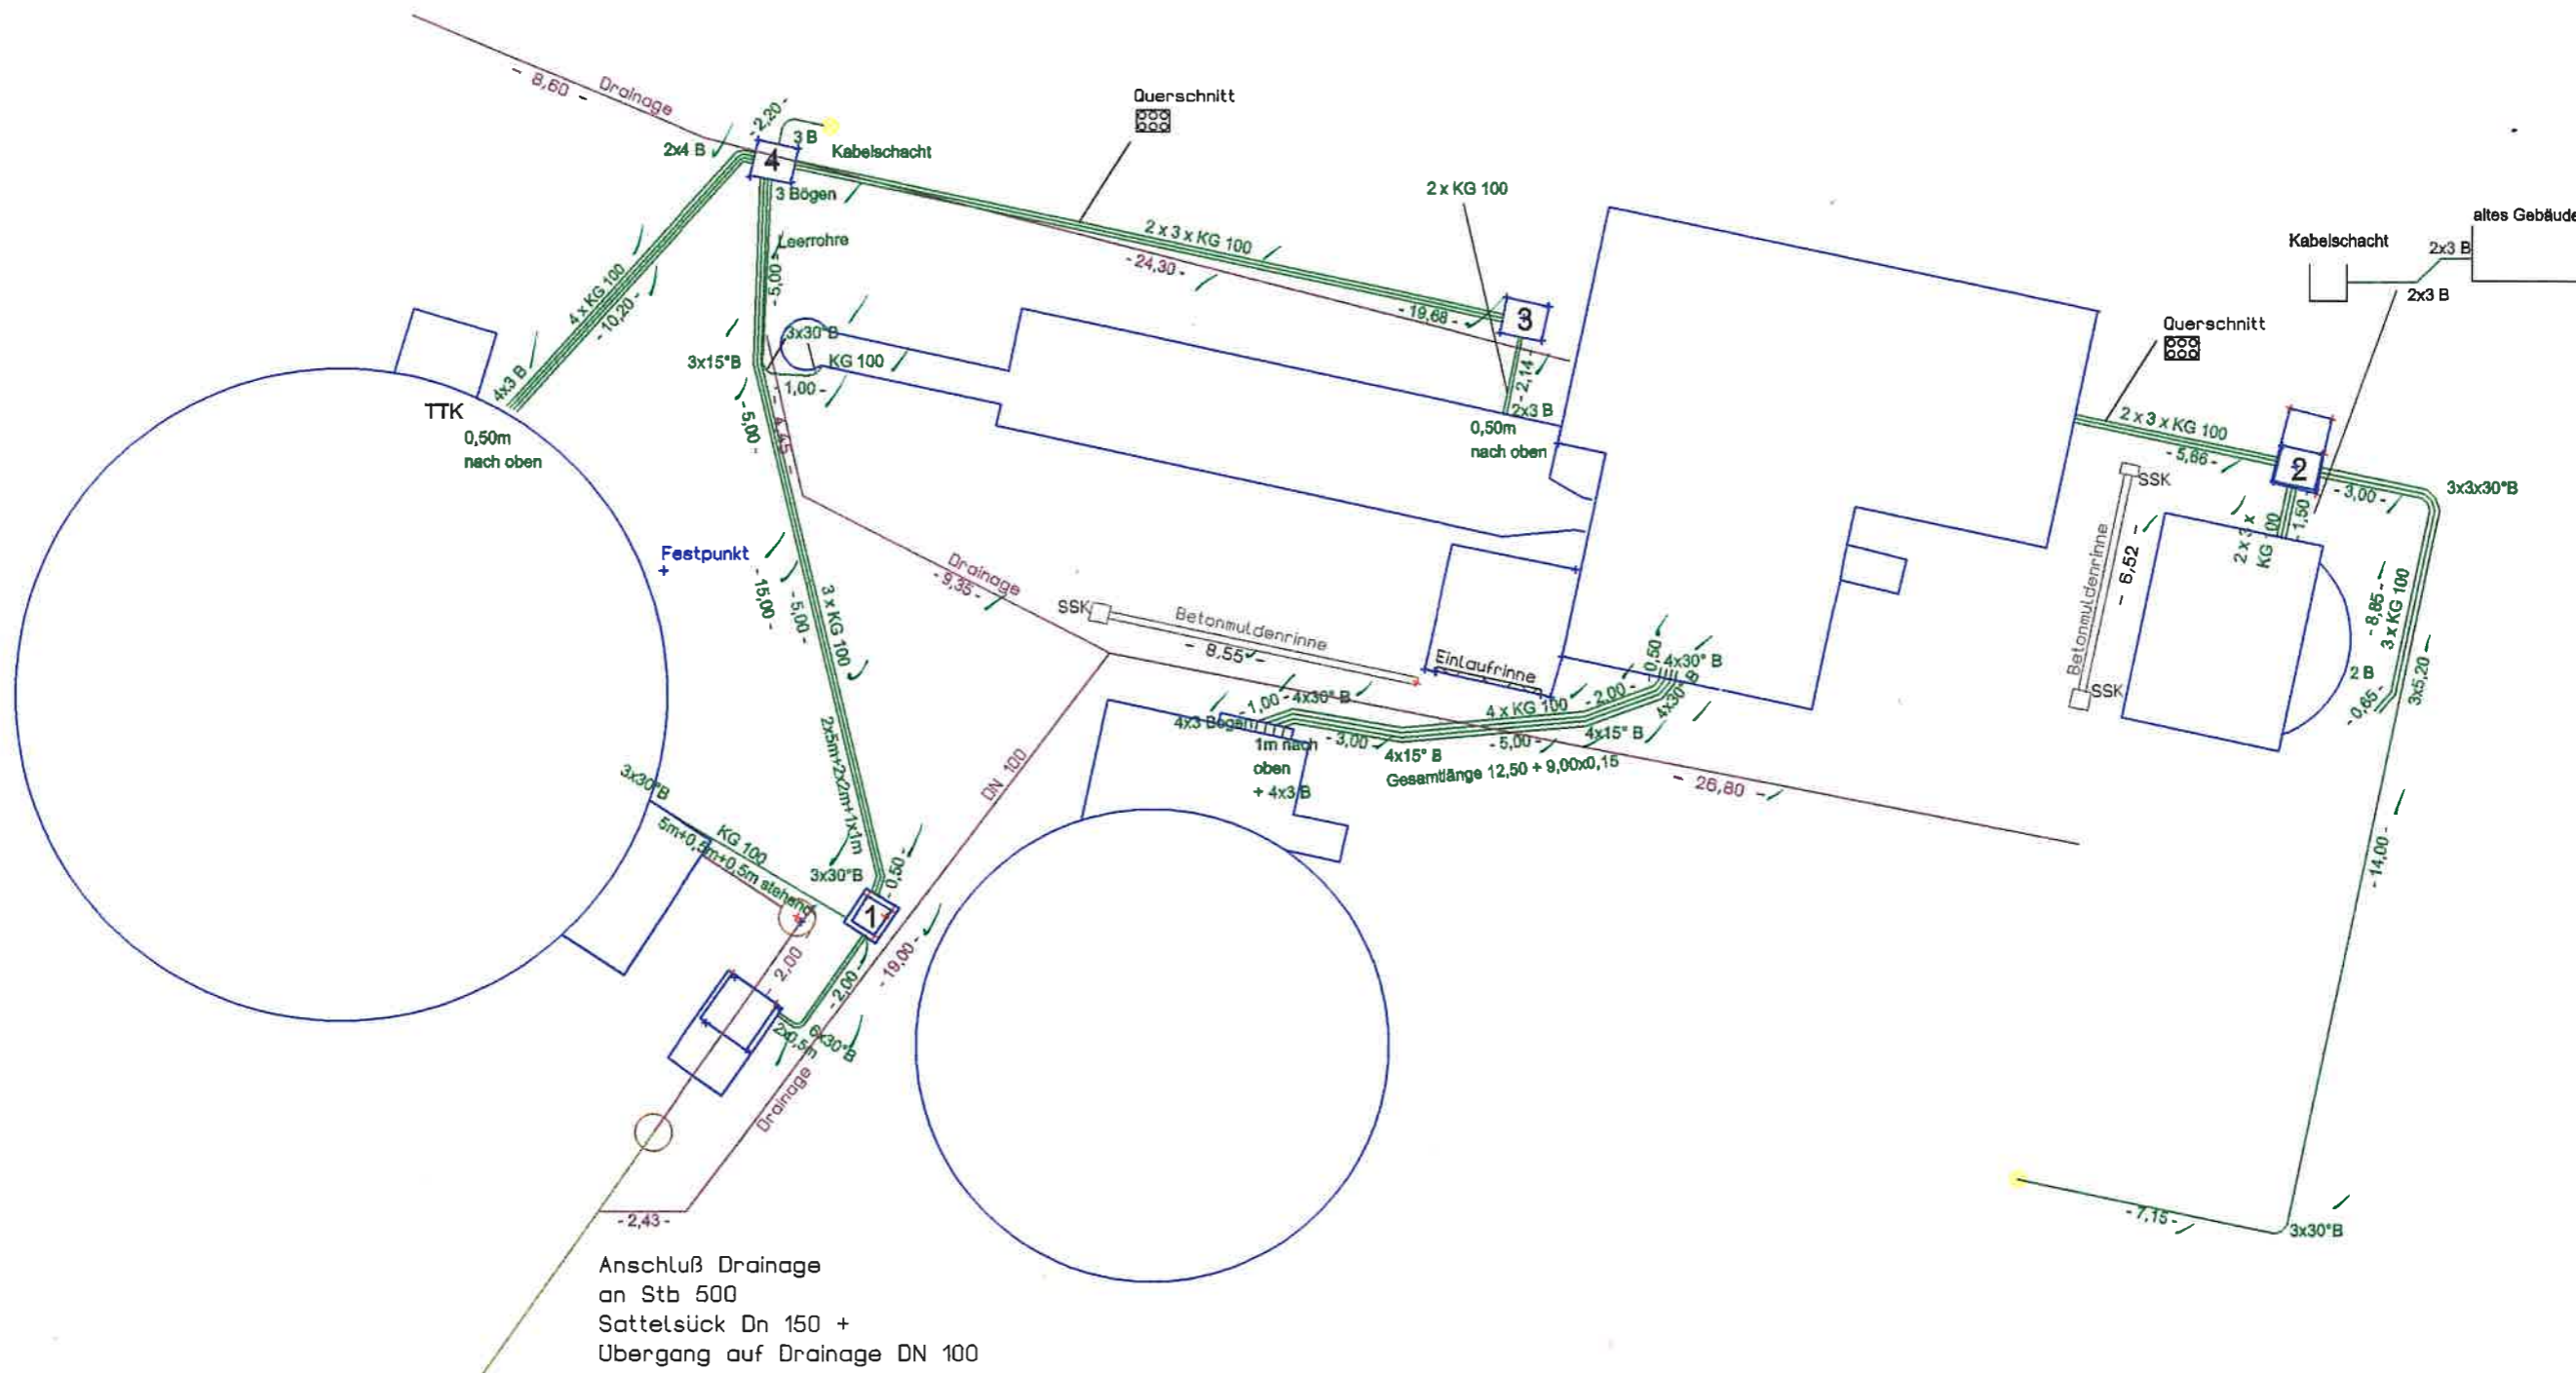 - 8,60 -
Drainage
2x4 B
- 2,20 -
3 B
4
Kabelschacht
3 Bögen
Leerrohre
- 5,00 -
Querschnitt
2 x 3 x KG 100
- 24,30 -
2 x KG 100
- 19,68 -
3
- 2,14 -
2x3 B
0,50m
nach oben
4 x KG 100
- 10,20 -
4x3 B
TTK
0,50m
nach oben
3x15°B
3x30°B
KG 100
- 1,00 -
- 5,00 -
- 4,45 -
Festpunkt
- 15,00 -
- 5,00 -
3 x KG 100
2x5m+2x2m+1x1m
Drainage
- 9,35 -
SSK
Betonmuldenrinne
- 8,55 -
Einlaufrinne
0,50
4x30° B
- 2,00 -
4x30° B
4 x KG 100
- 1,00 -
4x30° B
4x3 Bögen
1m nach
oben
+ 4x3 B
- 3,00 -
4x15° B
- 5,00 -
4x15° B
Gesamtlänge 12,50 + 9,00x0,15
- 26,80 -
DN 100
3x30°B
KG 100
5m+0,5m+0,5m stehend
3x30°B
- 0,50 -
1
- 2,00
- 2,00 -
- 19,00 -
2x0,5m
6x30°B
Drainage
- 2,43 -
Anschluß Drainage
an Stb 500
Sattelsück Dn 150 +
Übergang auf Drainage DN 100
altes Gebäude
Kabelschacht
2x3 B
2x3 B
Querschnitt
2 x 3 x KG 100
- 5,66 -
2
- 3,00 -
3x3x30°B
- 1,50
2 x 3 x
SSK
Betonmuldenrinne
- 6,52 -
SSK
- 8,85 -
3 x KG 100
2 B
- 0,65 -
3x5,20 -
- 14,00 -
- 7,15 -
3x30°B